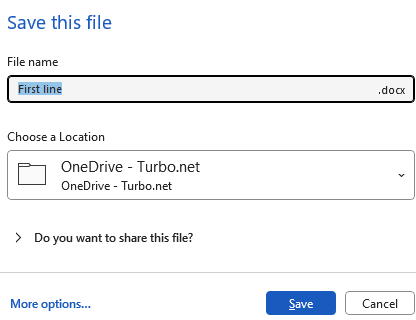 Save this file
File name
First line .docx
Choose a Location
OneDrive - Turbo.net
OneDrive - Turbo.net
Do you want to share this file?
More options... Save Cancel